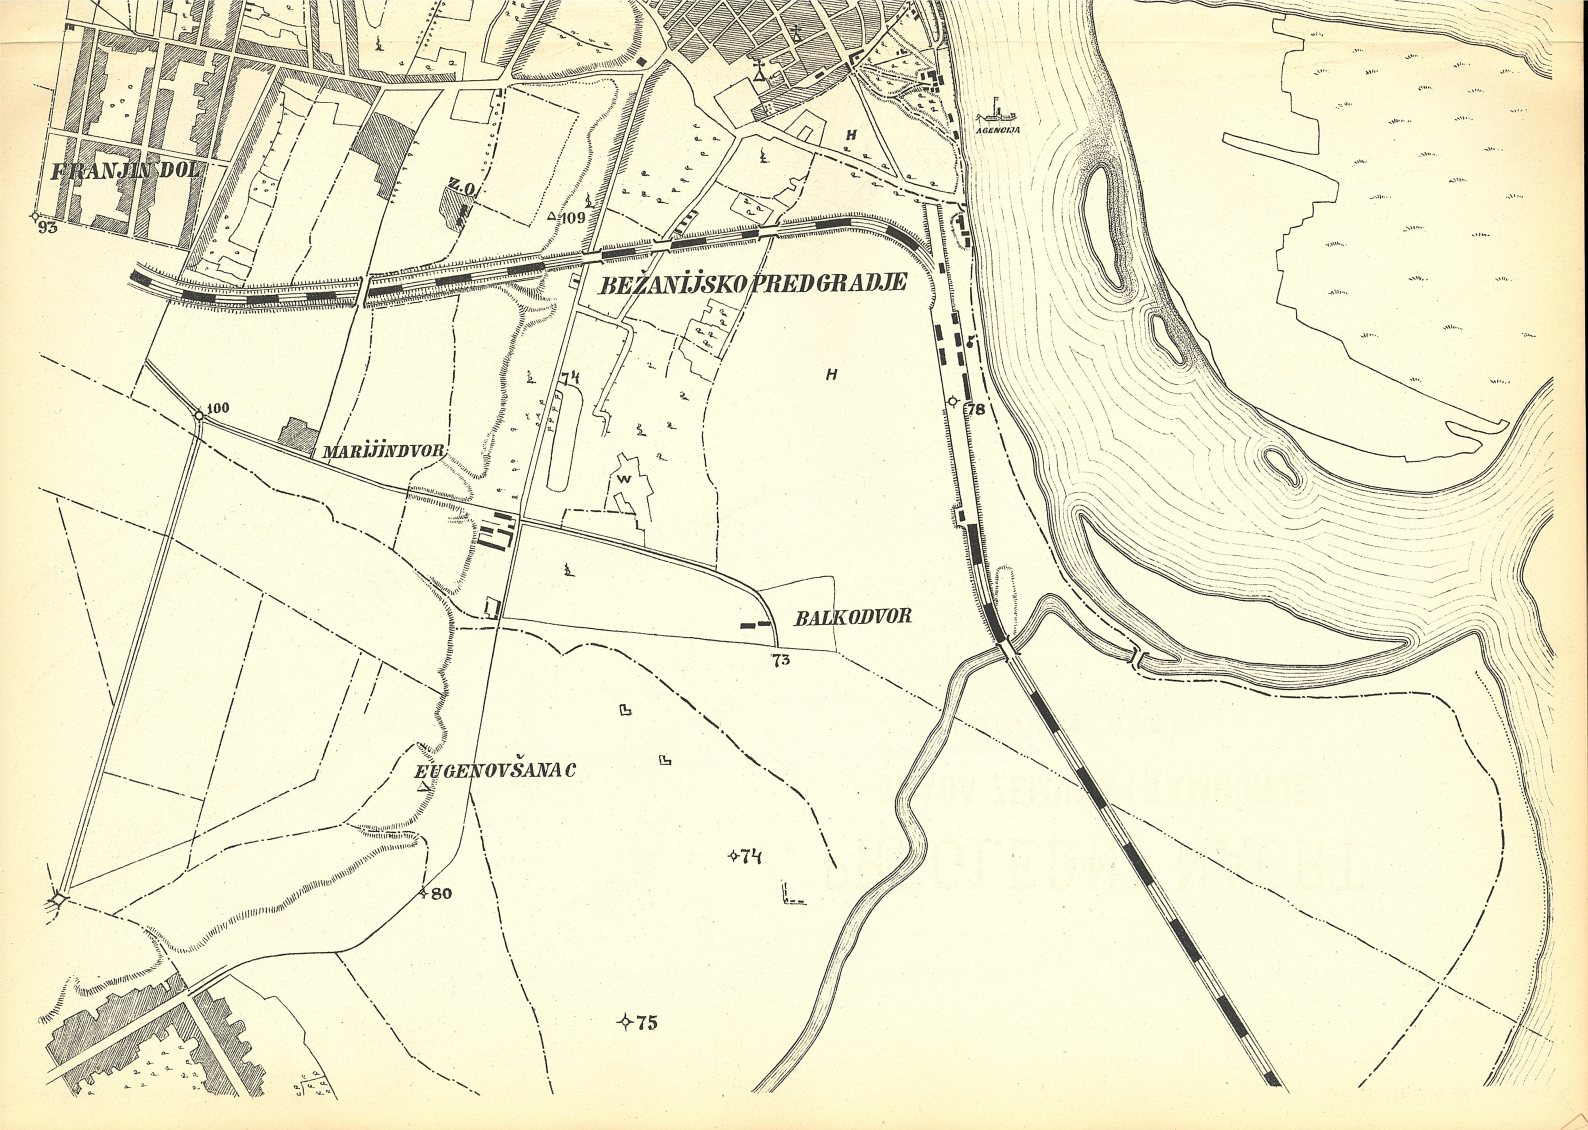 AGENCIJA
H
FRANJIN DOL
Z.O.
109
93
BEŽANIJSKO PREDGRADJE
H
74
78
100
MARIJINDVOR
W
BALKODVOR
73
EUGENOVŠANAC
74
80
75